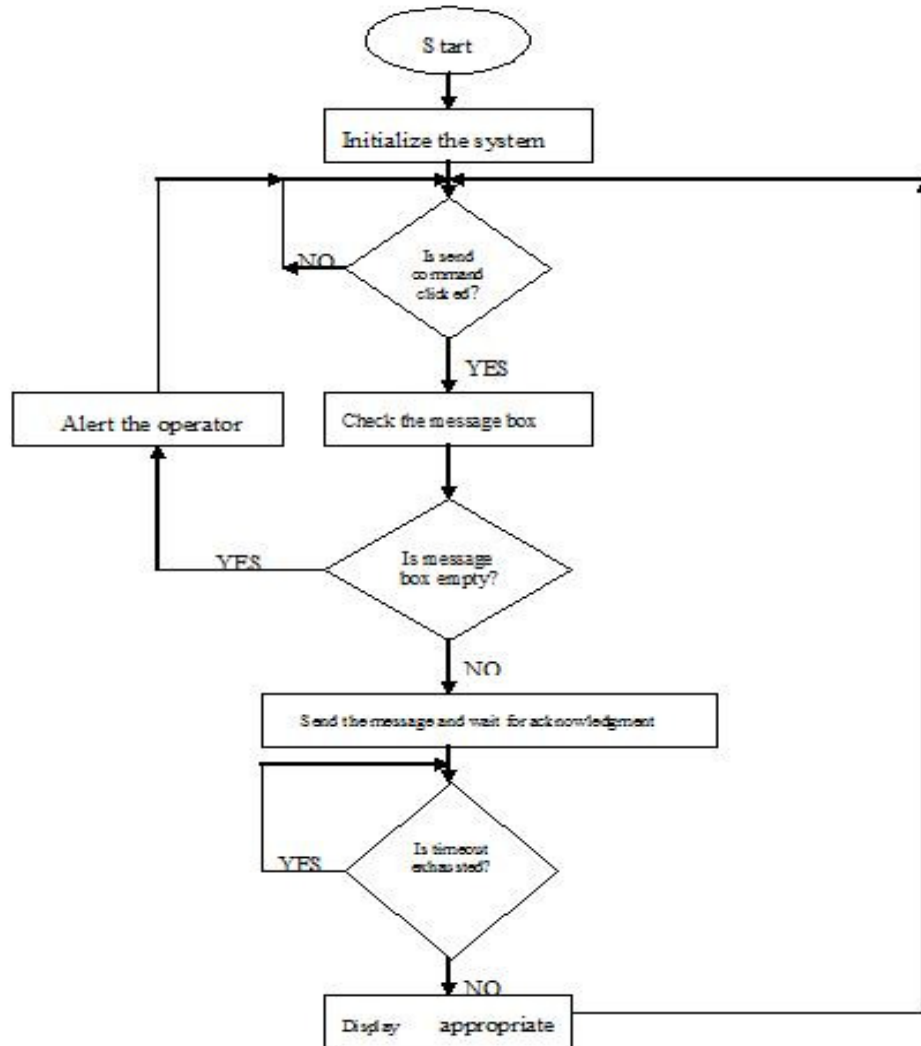 Start
Initialize the system
NO
Is send
command
clicked?
YES
Alert the operator
Check the message box
YES
Is message
box empty?
NO
Send the message and wait for acknowledgment
YES
Is timeout
exhausted?
NO
Display appropriate